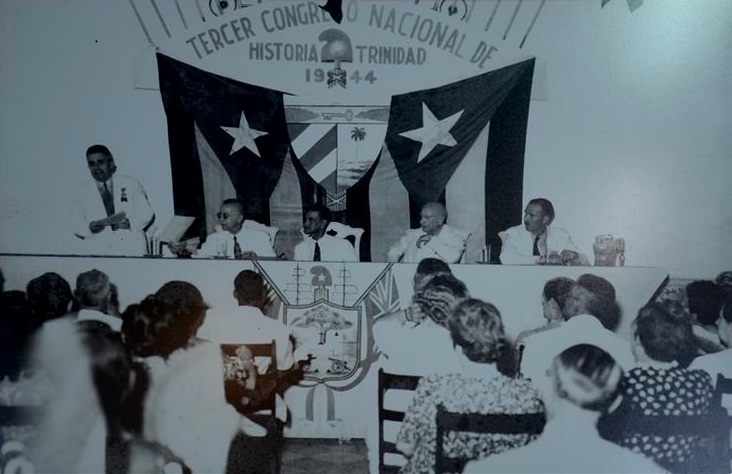 TERCER CONGRESO NACIONAL DE
HISTORIA TRINIDAD
1944